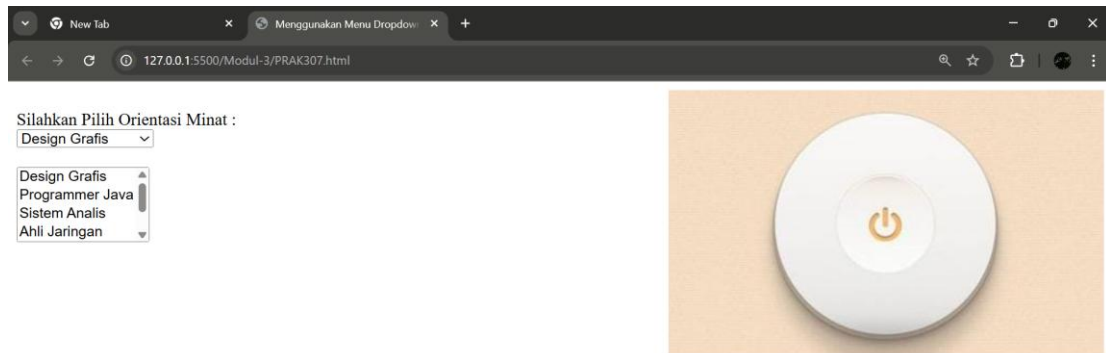 New Tab
Menggunakan Menu Dropdow
127.0.0.1:5500/Modul-3/PRAK307.html
Silahkan Pilih Orientasi Minat :
Design Grafis
Design Grafis
Programmer Java
Sistem Analis
Ahli Jaringan